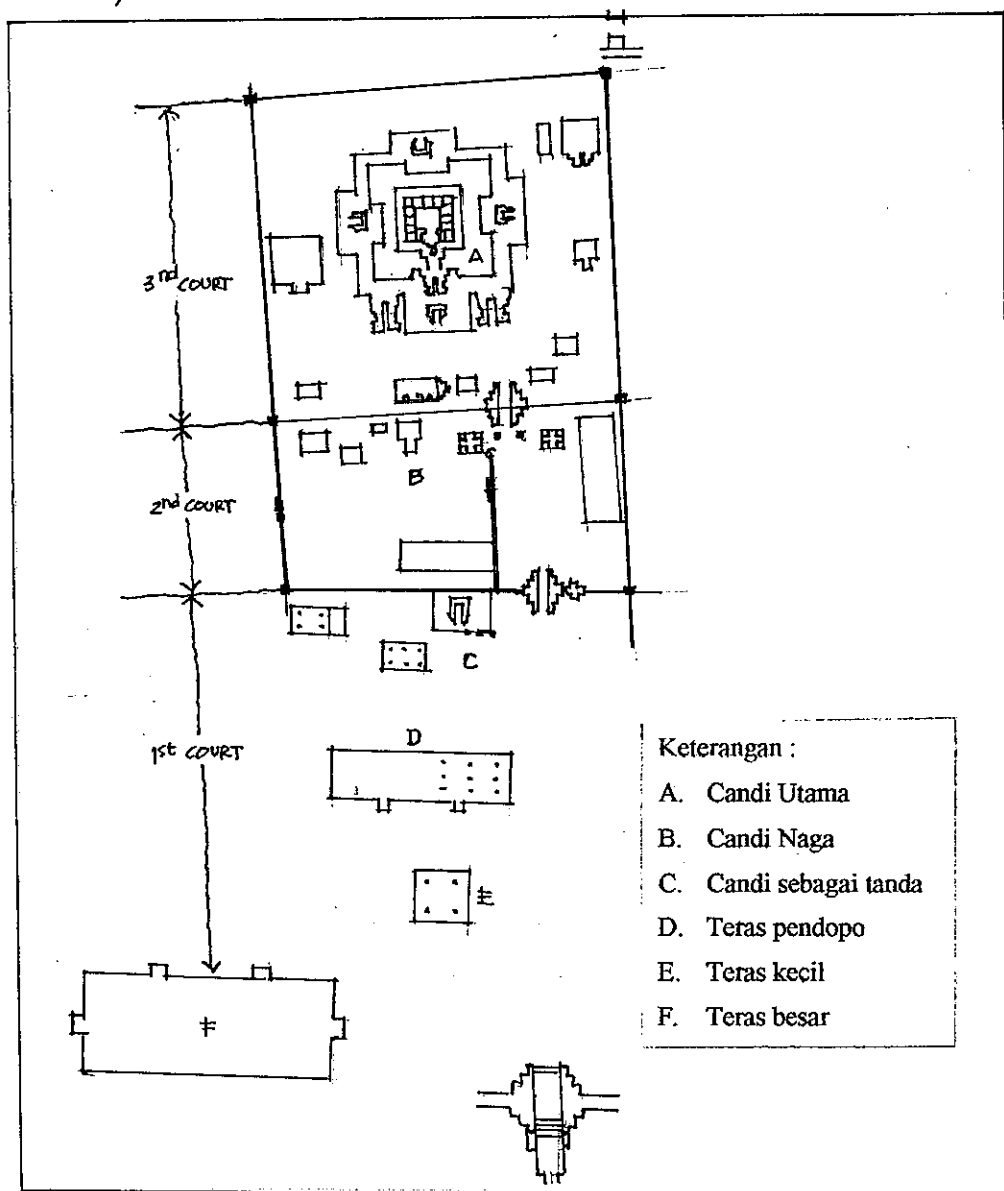 A
3nd COURT
B
2nd COURT
C
1st COURT
D
E
F
Keterangan :
A. Candi Utama
B. Candi Naga
C. Candi sebagai tanda
D. Teras pendopo
E. Teras kecil
F. Teras besar